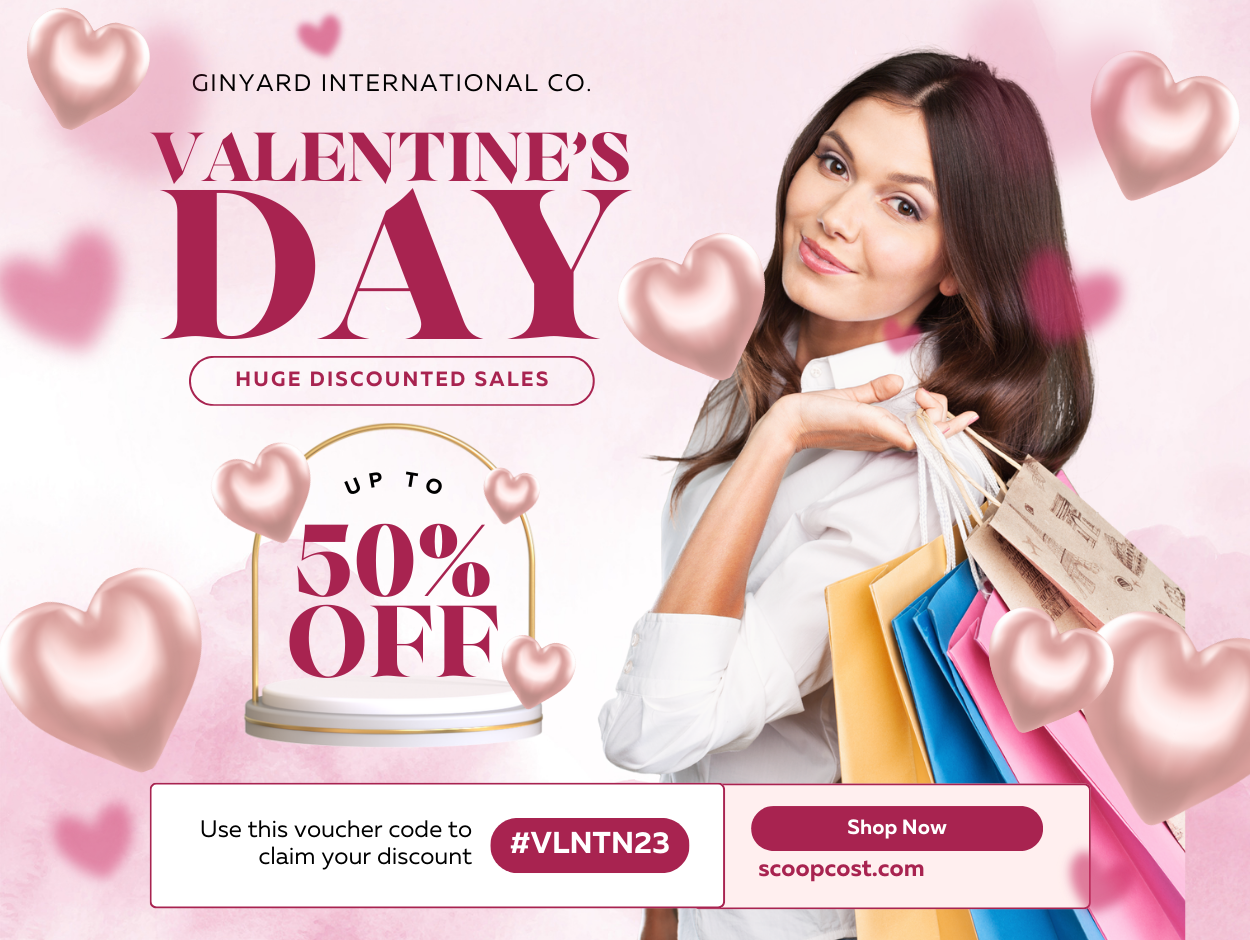 GINYARD INTERNATIONAL CO.
VALENTINE'S
DAY
HUGE DISCOUNTED SALES
UP TO
50%
OFF
Use this voucher code to
claim your discount
#VLNTN23
Shop Now
scoopcost.com